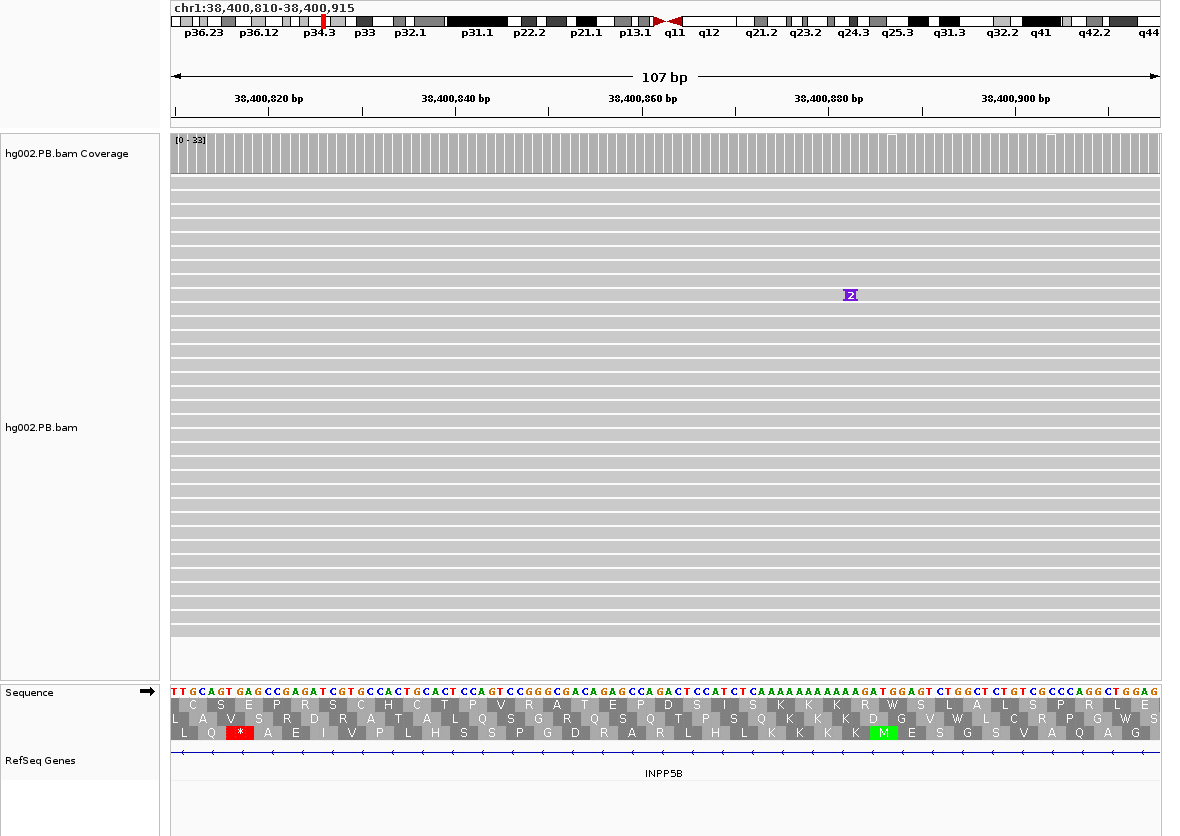 chr1:38,400,810-38,400,915
p36.23 p36.12 p34.3 p33 p32.1 p31.1 p22.2 p21.1 p13.1 q11 q12 q21.2 q23.2 q24.3 q25.3 q31.3 q32.2 q41 q42.2 q44
107 bp
38,400,820 bp 38,400,840 bp 38,400,860 bp 38,400,880 bp 38,400,900 bp
[0 - 33]
hg002.PB.bam Coverage
2
hg002.PB.bam
Sequence
TTGCAGTGAGCCGAGATCGTGCCACTGCACTCCAGTCCGGGCGACAGAGCCAGACTCCATCTCAAAAAAAAAAAGATGGAGTCTGGCTCTGTCGCCCAGGCTGGAG
C S E P R S C H C T P V R A T E P D S I S K K K R W S L A L S P R L E
L A V S R D R A T A L Q S G R Q S Q T P S Q K K K D G V W L C R P G W S
L Q * A E I V P L H S S P G D R A R L H L K K K K M E S G S V A Q A G
RefSeq Genes
INPP5B